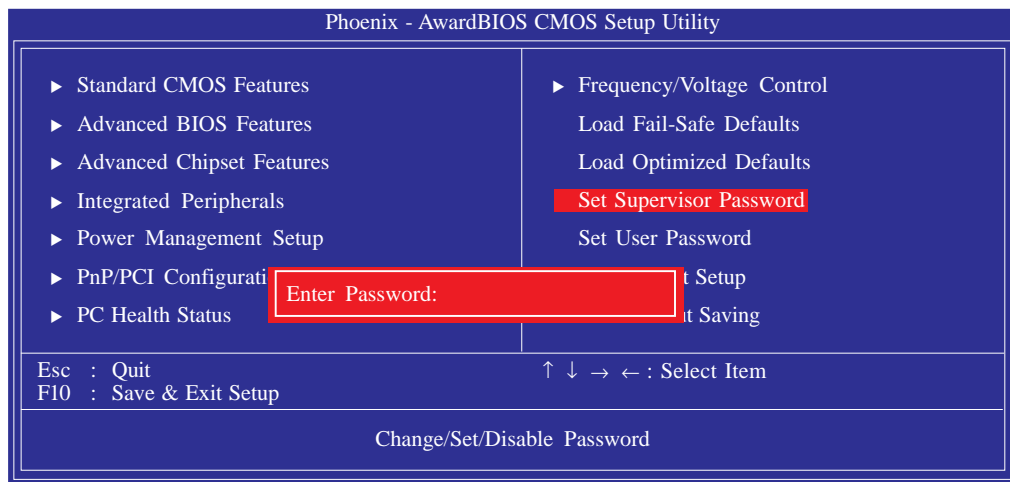 Phoenix - AwardBIOS CMOS Setup Utility
▶ Standard CMOS Features
▶ Advanced BIOS Features
▶ Advanced Chipset Features
▶ Integrated Peripherals
▶ Power Management Setup
▶ PnP/PCI Configurati
▶ PC Health Status
▶ Frequency/Voltage Control
Load Fail-Safe Defaults
Load Optimized Defaults
Set Supervisor Password
Set User Password
t Setup
t Saving
Enter Password:
Esc : Quit
F10 : Save & Exit Setup
↑ ↓ → ← : Select Item
Change/Set/Disable Password